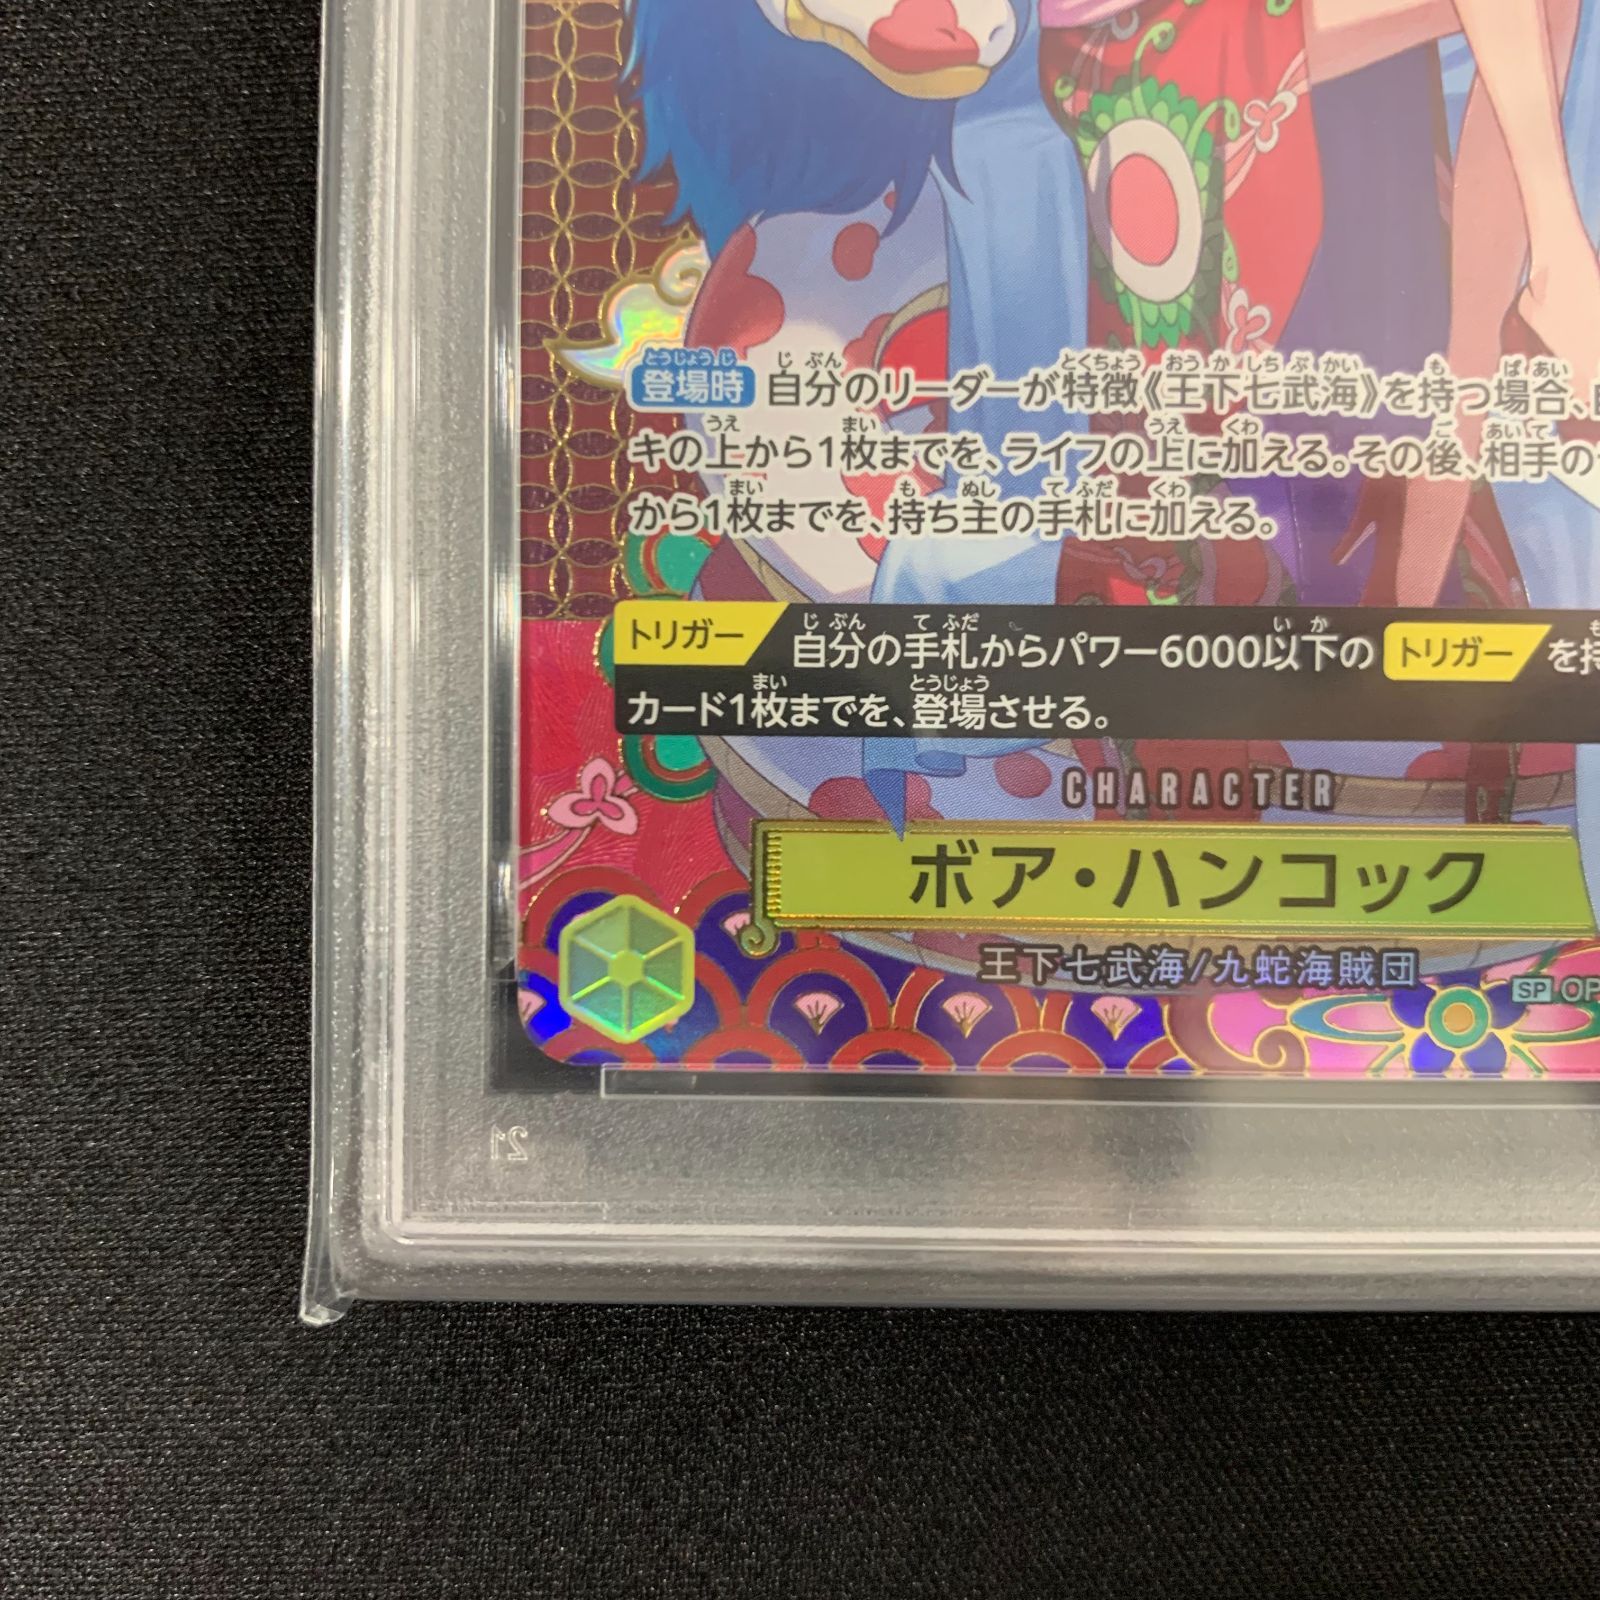 登場時 自分のリーダーが特徴《王下七武海》を持つ場合、
キの上から1枚までを、ライフの上に加える。その後、相手の
から1枚までを、持ち主の手札に加える。
トリガー 自分の手札からパワー6000以下の トリガー を持
カード1枚までを、登場させる。
CHARACTER
ボア・ハンコック
王下七武海/九蛇海賊団
SP OP
21